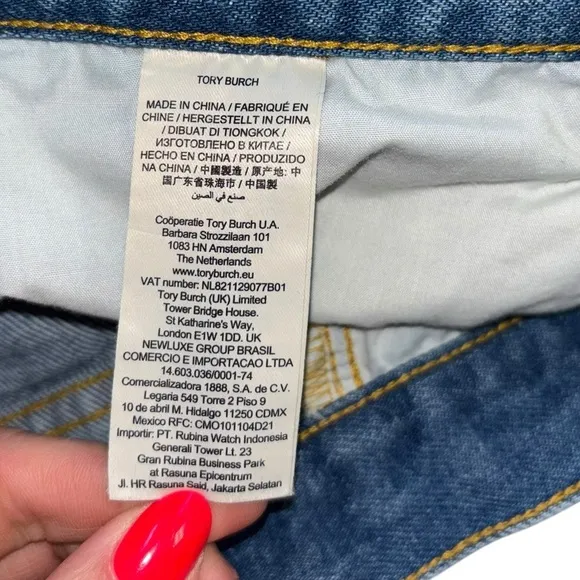 TORY BURCH
MADE IN CHINA / FABRIQUÉ EN
CHINE / HERGESTELLT IN CHINA
/ DIBUAT DI TIONGKOK /
ИЗГОТОВЛЕНО В КИТАЕ /
HECHO EN CHINA / PRODUZIDO
NA CHINA / 中國製造 / 原产地: 中
国广东省珠海市 / 中国製
صنع في الصين
Coöperatie Tory Burch U.A.
Barbara Strozzilaan 101
1083 HN Amsterdam
The Netherlands
www.toryburch.eu
VAT number: NL821129077B01
Tory Burch (UK) Limited
Tower Bridge House.
St Katharine's Way,
London E1W 1DD. UK
NEWLUXE GROUP BRASIL
COMERCIO E IMPORTACAO LTDA
14.603.036/0001-74
Comercializadora 1888, S.A. de C.V.
Legaria 549 Torre 2 Piso 9
10 de abril M. Hidalgo 11250 CDMX
Mexico RFC: CMO101104D21
Importir: PT. Rubina Watch Indonesia
Generali Tower Lt. 23
Gran Rubina Business Park
at Rasuna Epicentrum
Jl. HR Rasuna Said, Jakarta Selatan